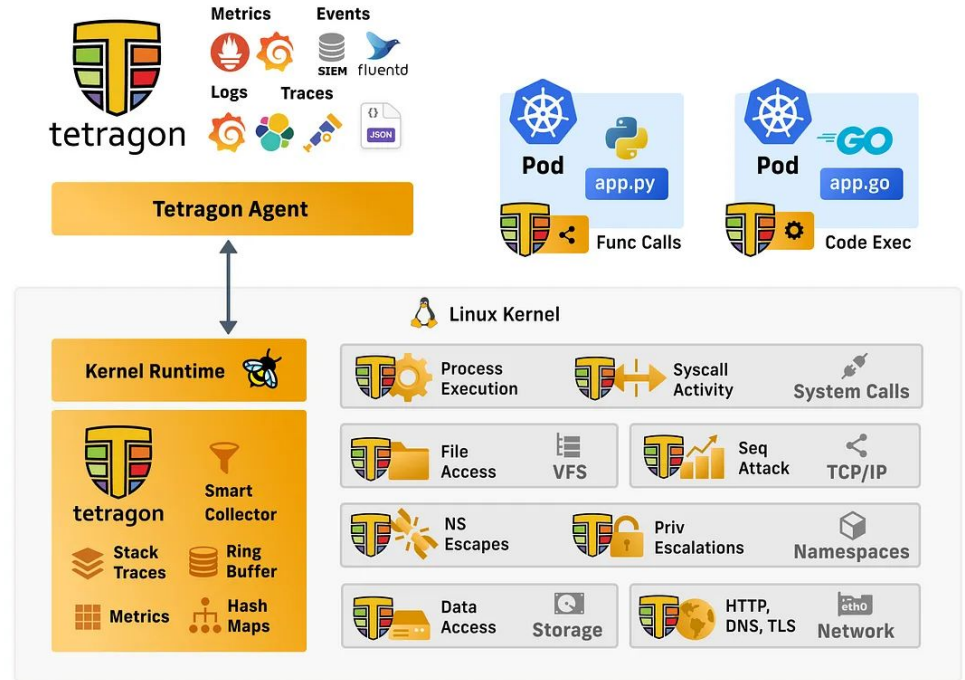 Metrics
Events
SIEM
fluentd
Logs
Traces
{}
JSON
tetragon
Tetragon Agent
Pod
app.py
Func Calls
Pod
GO
app.go
Code Exec
Linux Kernel
Kernel Runtime
tetragon
Smart
Collector
Stack
Traces
Ring
Buffer
Metrics
Hash
Maps
Process
Execution
Syscall
Activity
System Calls
File
Access
VFS
Seq
Attack
TCP/IP
NS
Escapes
Priv
Escalations
Namespaces
Data
Access
Storage
HTTP,
DNS, TLS
eth0
Network